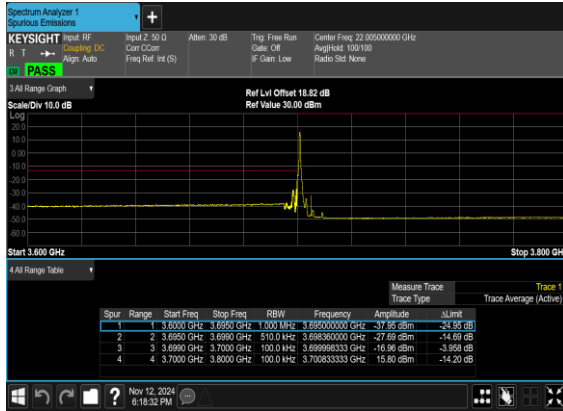 Spectrum Analyzer 1
Spurious Emissions
+
KEYSIGHT Input: RF Input Z: 50 Ω Atten: 30 dB Trig: Free Run Center Freq: 22.005000000 GHz
R T Coupling: DC Corr CCorr Gate: Off Avg|Hold: 100/100
Align: Auto Freq Ref: Int (S) IF Gain: Low Radio Std: None
LU PASS
3 All Range Graph
Ref Lvl Offset 18.82 dB
Scale/Div 10.0 dB Ref Value 30.00 dBm
Log
20.0
10.0
0.00
-10.0
-20.0
-30.0
-40.0
-50.0
-60.0
Start 3.600 GHz Stop 3.800 GH
4 All Range Table
Measure Trace Trace 1
Trace Type Trace Average (Active)
Spur Range Start Freq Stop Freq RBW Frequency Amplitude ΔLimit
1 1 3.6000 GHz 3.6950 GHz 1.000 MHz 3.695000000 GHz -37.95 dBm -24.95 dB
2 2 3.6950 GHz 3.6990 GHz 510.0 kHz 3.698360000 GHz -27.69 dBm -14.69 dB
3 3 3.6990 GHz 3.7000 GHz 100.0 kHz 3.699998333 GHz -16.96 dBm -3.958 dB
4 4 3.7000 GHz 3.8000 GHz 100.0 kHz 3.700833333 GHz 15.80 dBm -14.20 dB
? Nov 12, 2024
6:18:32 PM